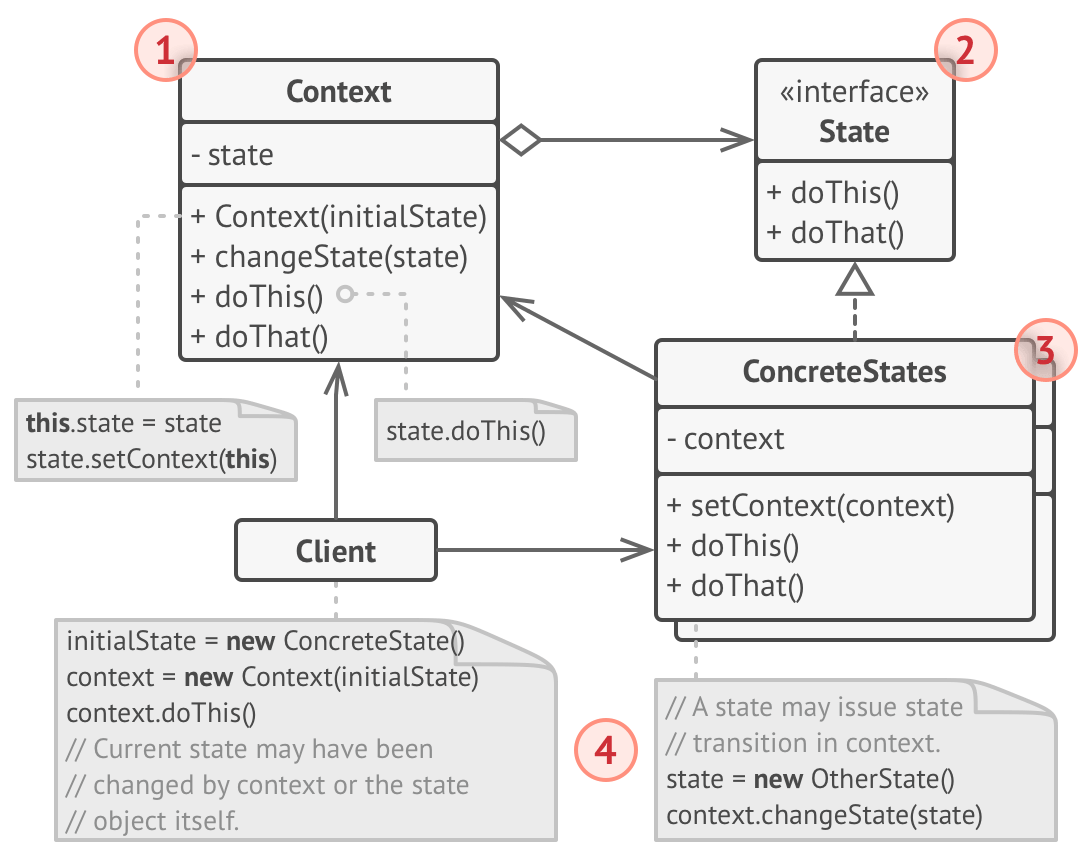 1
Context
- state
+ Context(initialState)
+ changeState(state)
+ doThis()
+ doThat()
2
«interface»
State
+ doThis()
+ doThat()
3
ConcreteStates
- context
+ setContext(context)
+ doThis()
+ doThat()
this.state = state
state.setContext(this)
state.doThis()
Client
initialState = new ConcreteState()
context = new Context(initialState)
context.doThis()
// Current state may have been
// changed by context or the state
// object itself.
4
// A state may issue state
// transition in context.
state = new OtherState()
context.changeState(state)